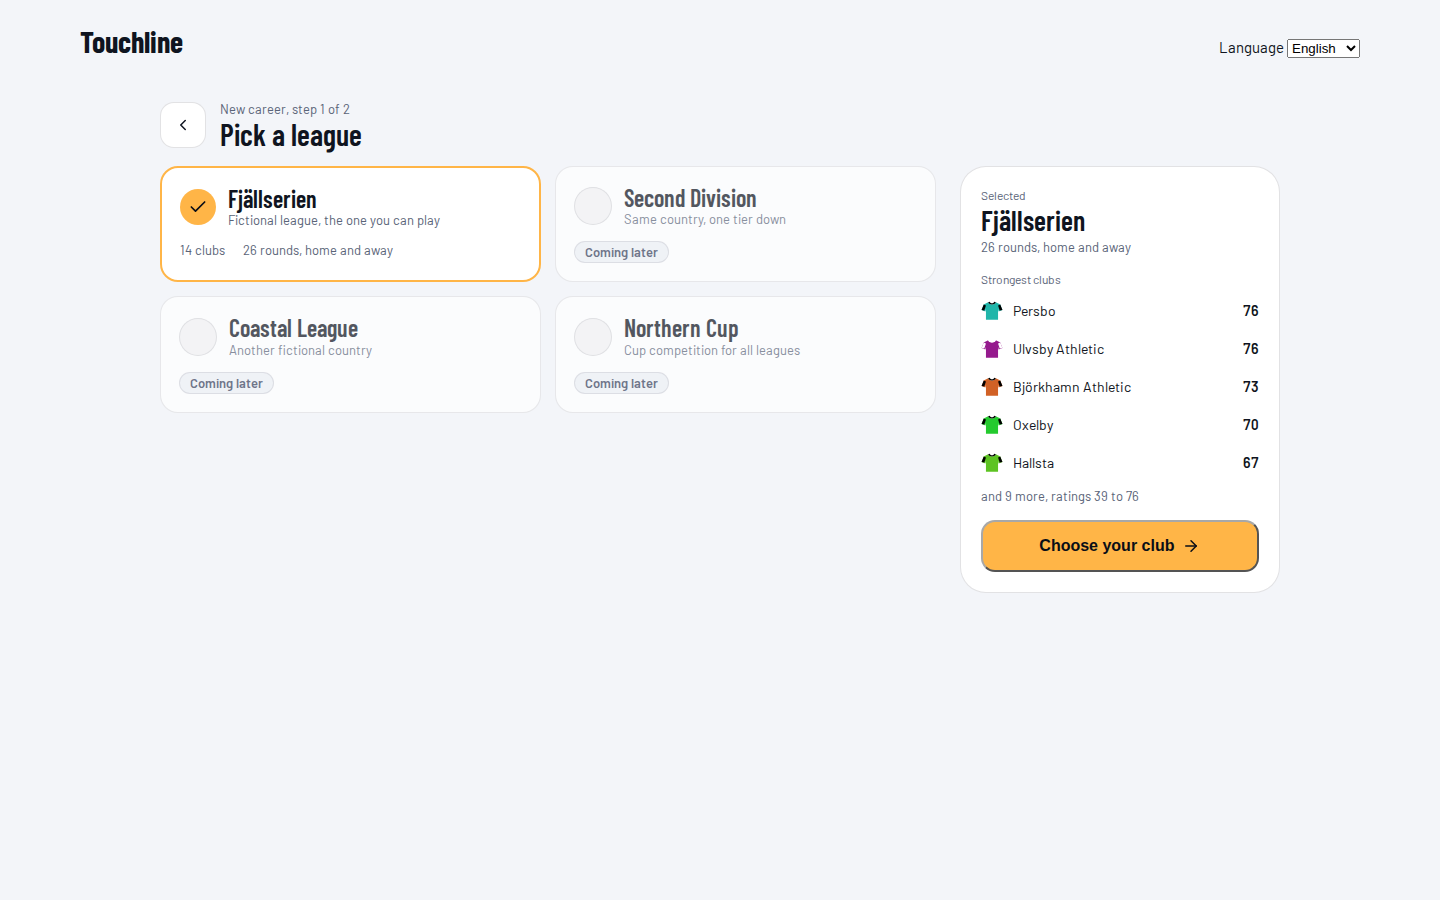 Touchline
Language English
New career, step 1 of 2
Pick a league
Fjällserien
Fictional league, the one you can play
14 clubs 26 rounds, home and away
Second Division
Same country, one tier down
Coming later
Coastal League
Another fictional country
Coming later
Northern Cup
Cup competition for all leagues
Coming later
Selected
Fjällserien
26 rounds, home and away
Strongest clubs
Persbo 76
Ulvsby Athletic 76
Björkhamn Athletic 73
Oxelby 70
Hallsta 67
and 9 more, ratings 39 to 76
Choose your club